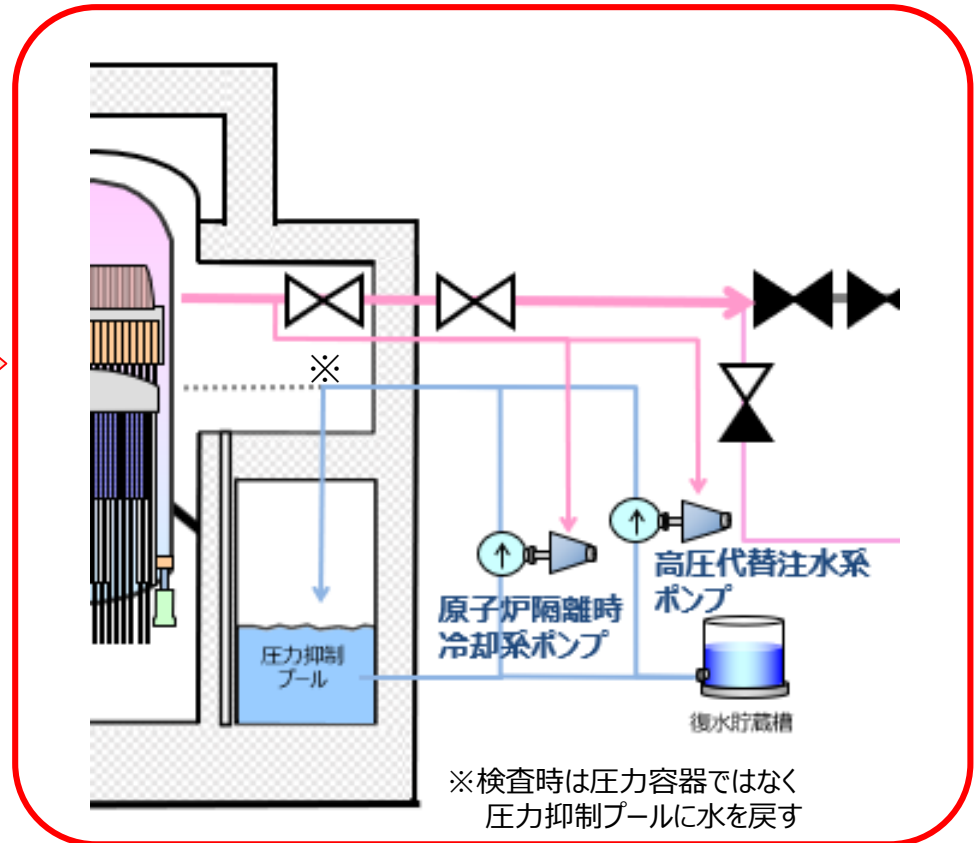 ※
高圧代替注水系
ポンプ
原子炉隔離時
冷却系ポンプ
圧力抑制
プール
復水貯蔵槽
※検査時は圧力容器ではなく
圧力抑制プールに水を戻す